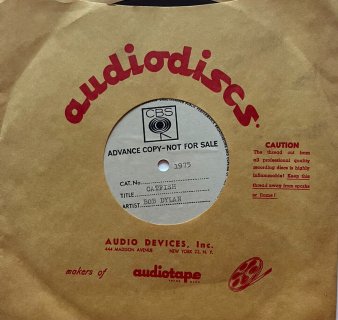 audiodiscs.
CBS
ADVANCE COPY-NOT FOR SALE
1975
CAT. No.
TITLE CATFISH
ARTIST BOB DYLAN
CAUTION
The thread cut from
all professional quality
recording discs is highly
inflammable! Keep this
thread away from sparks
or flame!
AUDIO DEVICES, Inc.
444 MADISON AVENUE NEW YORK 22, N. Y.
makers of audiotape